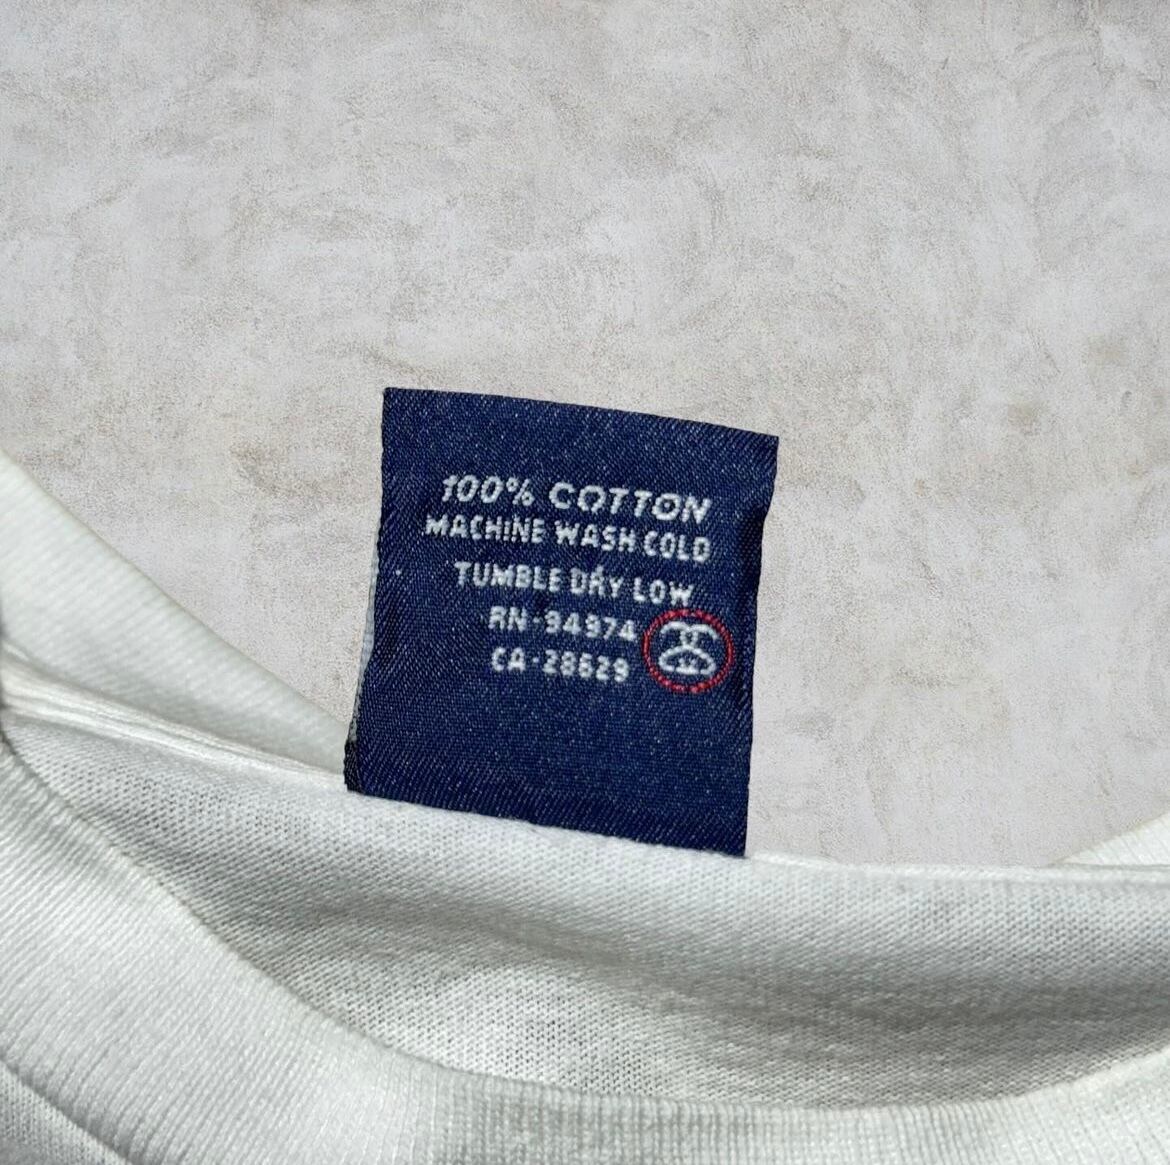 100% COTTON
MACHINE WASH COLD
TUMBLE DRY LOW
RN-94974
CA-28629